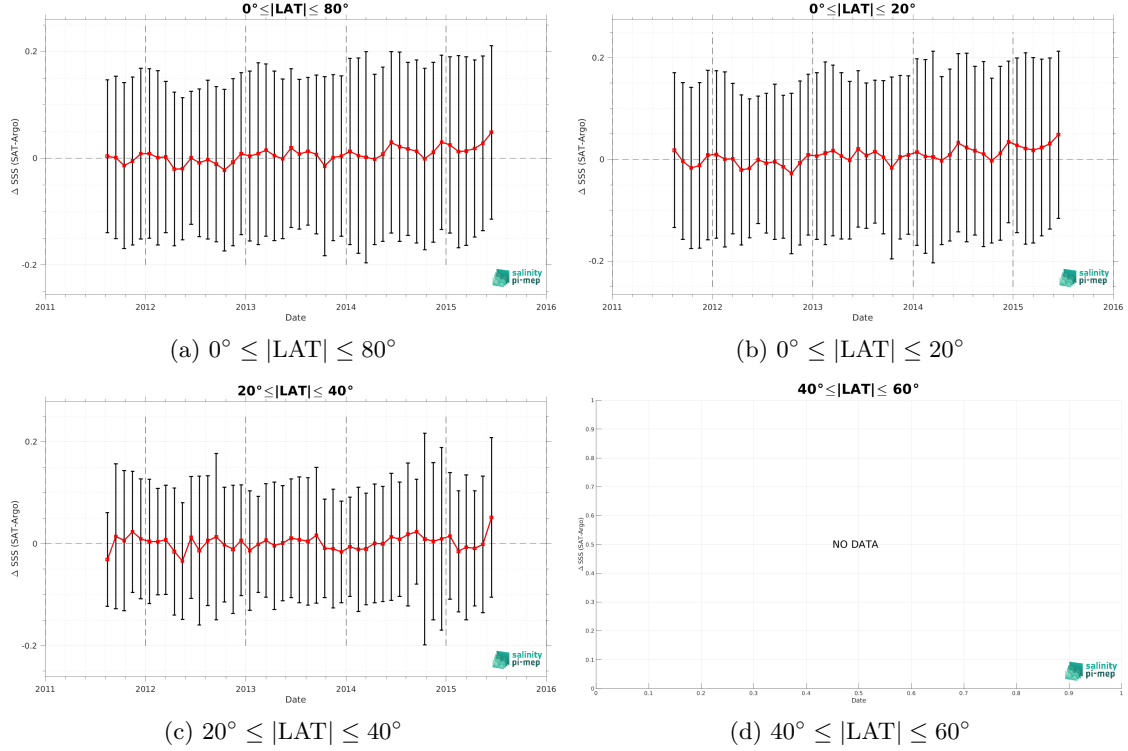 0°≤|LAT|≤ 80°
Δ SSS (SAT-Argo)
0.2
0
-0.2
2011 2012 2013 2014 2015 2016
Date
salinity
pi-mep
(a) 0° ≤ |LAT| ≤ 80°
0°≤|LAT|≤ 20°
Δ SSS (SAT-Argo)
0.2
0
-0.2
2011 2012 2013 2014 2015 2016
Date
salinity
pi-mep
(b) 0° ≤ |LAT| ≤ 20°
20°≤|LAT|≤ 40°
Δ SSS (SAT-Argo)
0.2
0
-0.2
2011 2012 2013 2014 2015 2016
Date
salinity
pi-mep
(c) 20° ≤ |LAT| ≤ 40°
40°≤|LAT|≤ 60°
Δ SSS (SAT-Argo)
1
0.9
0.8
0.7
0.6
0.5
0.4
0.3
0.2
0.1
0
NO DATA
0 0.1 0.2 0.3 0.4 0.5 0.6 0.7 0.8 0.9 1
Date
salinity
pi-mep
(d) 40° ≤ |LAT| ≤ 60°